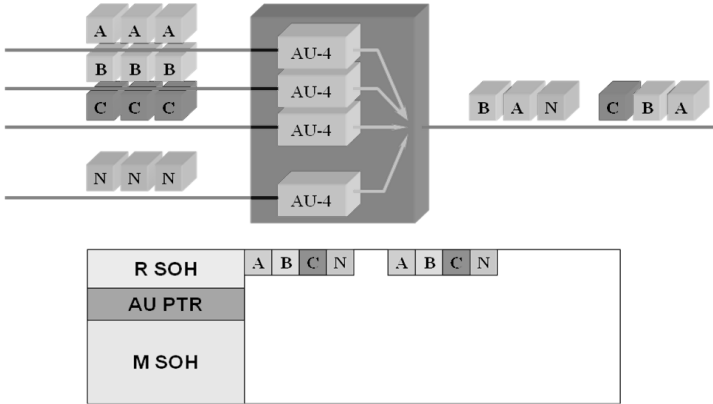 A A A
AU-4
B B B
AU-4
C C C
B A N C B A
AU-4
N N N
AU-4
R SOH
A B C N A B C N
AU PTR
M SOH